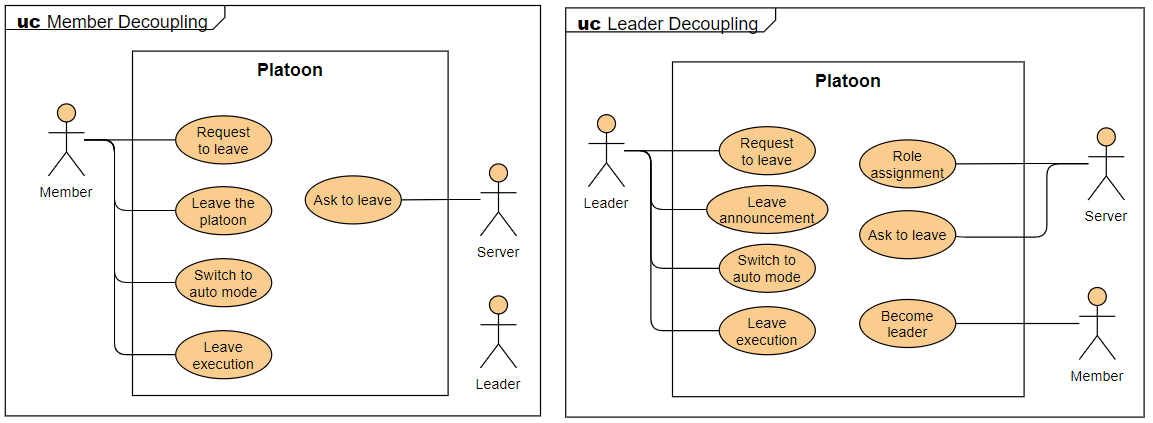 uc Member Decoupling
Platoon
Request
to leave
Member
Leave the
platoon
Ask to leave
Server
Switch to
auto mode
Leave
execution
Leader
uc Leader Decoupling
Platoon
Leader
Request
to leave
Role
assignment
Server
Leave
announcement
Ask to leave
Switch to
auto mode
Leave
execution
Become
leader
Member